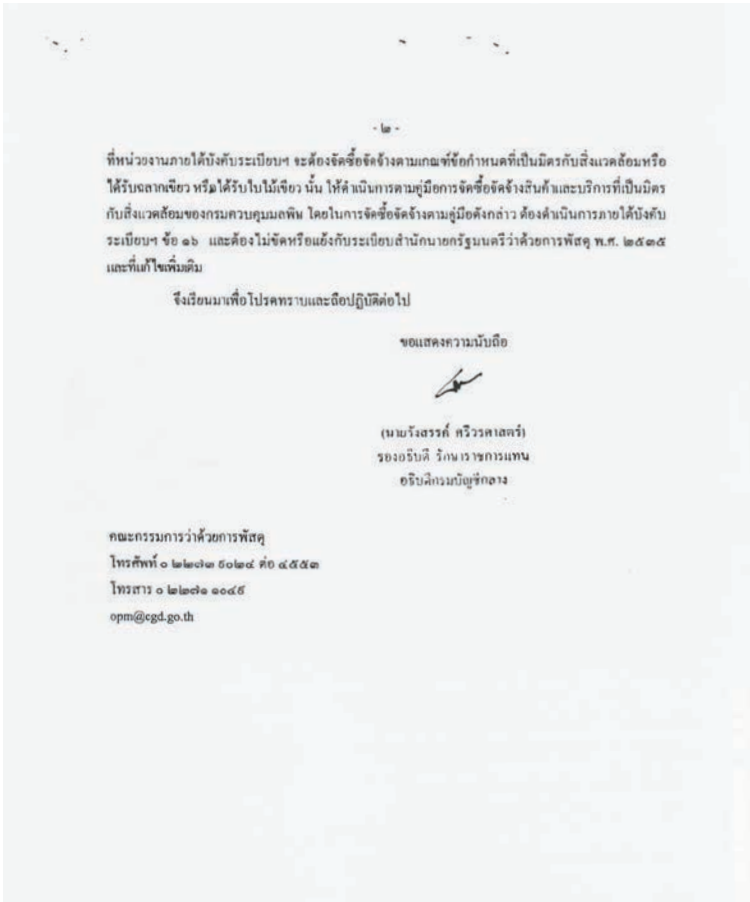 - ๒ -
ที่หน่วยงานภายใต้บังคับระเบียบฯ จะต้องจัดซื้อจัดจ้างตามเกณฑ์ข้อกำหนดที่เป็นมิตรกับสิ่งแวดล้อมหรือ
ได้รับฉลากเขียว หรือได้รับใบไม้เขียว นั้น ให้ดำเนินการตามคู่มือการจัดซื้อจัดจ้างสินค้าและบริการที่เป็นมิตร
กับสิ่งแวดล้อมของกรมควบคุมมลพิษ โดยในการจัดซื้อจัดจ้างตามคู่มือดังกล่าว ต้องดำเนินการภายใต้บังคับ
ระเบียบฯ ข้อ ๑๖ และต้องไม่ขัดหรือแย้งกับระเบียบสำนักนายกรัฐมนตรีว่าด้วยการพัสดุ พ.ศ. ๒๕๓๕
และที่แก้ไขเพิ่มเติม
จึงเรียนมาเพื่อโปรดทราบและถือปฏิบัติต่อไป
ขอแสดงความนับถือ
(นายรังสรรค์ ศรีวรศาสตร์)
รองอธิบดี รักษาราชการแทน
อธิบดีกรมบัญชีกลาง
คณะกรรมการว่าด้วยการพัสดุ
โทรศัพท์ ๐ ๒๒๗๓ ๙๐๒๔ ต่อ ๔๕๕๓
โทรสาร ๐ ๒๒๗๑ ๑๐๔๙
opm@cgd.go.th